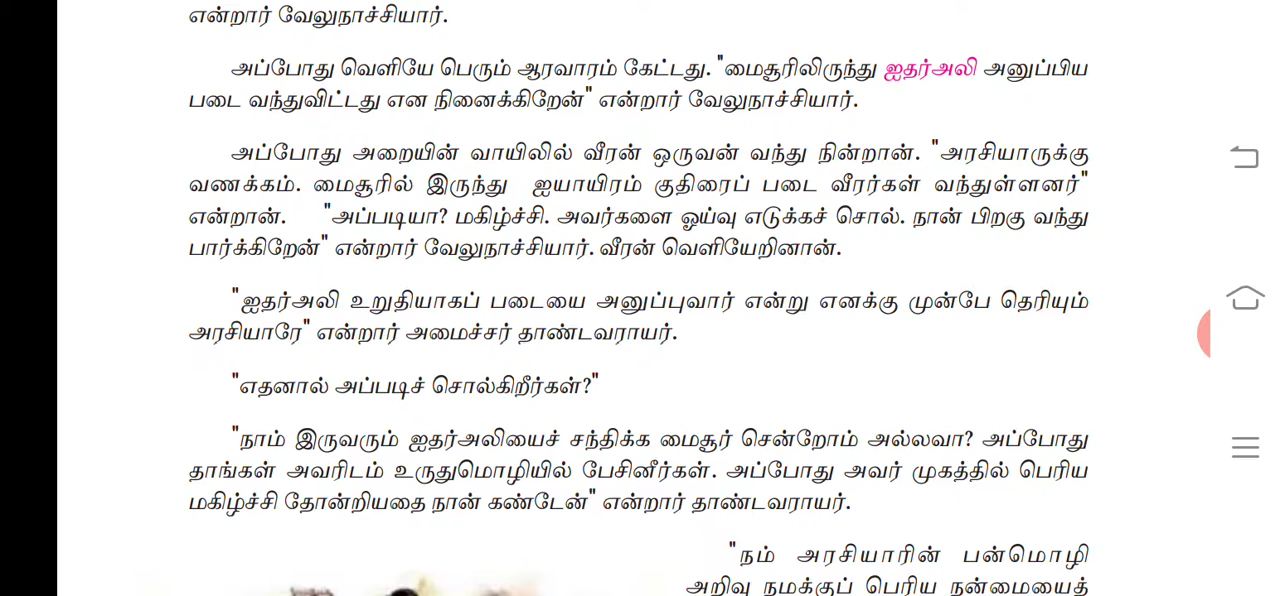 என்றார் வேலுநாச்சியார்.
அப்போது வெளியே பெரும் ஆரவாரம் கேட்டது. "மைசூரிலிருந்து ஐதர்அலி அனுப்பிய
படை வந்துவிட்டது என நினைக்கிறேன்" என்றார் வேலுநாச்சியார்.
அப்போது அறையின் வாயிலில் வீரன் ஒருவன் வந்து நின்றான். "அரசியாருக்கு
வணக்கம். மைசூரில் இருந்து ஐயாயிரம் குதிரைப் படை வீரர்கள் வந்துள்ளனர்"
என்றான். "அப்படியா? மகிழ்ச்சி. அவர்களை ஓய்வு எடுக்கச் சொல். நான் பிறகு வந்து
பார்க்கிறேன்" என்றார் வேலுநாச்சியார். வீரன் வெளியேறினான்.
"ஐதர்அலி உறுதியாகப் படையை அனுப்புவார் என்று எனக்கு முன்பே தெரியும்
அரசியாரே" என்றார் அமைச்சர் தாண்டவராயர்.
"எதனால் அப்படிச் சொல்கிறீர்கள்?"
"நாம் இருவரும் ஐதர்அலியைச் சந்திக்க மைசூர் சென்றோம் அல்லவா? அப்போது
தாங்கள் அவரிடம் உருதுமொழியில் பேசினீர்கள். அப்போது அவர் முகத்தில் பெரிய
மகிழ்ச்சி தோன்றியதை நான் கண்டேன்" என்றார் தாண்டவராயர்.
"நம் அரசியாரின் பன்மொழி
அறிவு நமக்குப் பெரிய நன்மையைத்